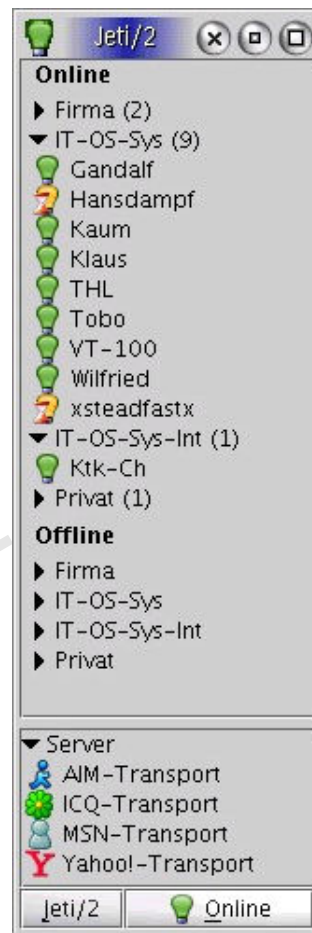 Jeti/2
Online
Firma (2)
IT-OS-Sys (9)
Gandalf
Hansdampf
Kaum
Klaus
THL
Tobo
VT-100
Wilfried
xsteadfastx
IT-OS-Sys-Int (1)
Ktk-Ch
Privat (1)
Offline
Firma
IT-OS-Sys
IT-OS-Sys-Int
Privat
Server
AIM-Transport
ICQ-Transport
MSN-Transport
Yahoo!-Transport
Jeti/2 Online